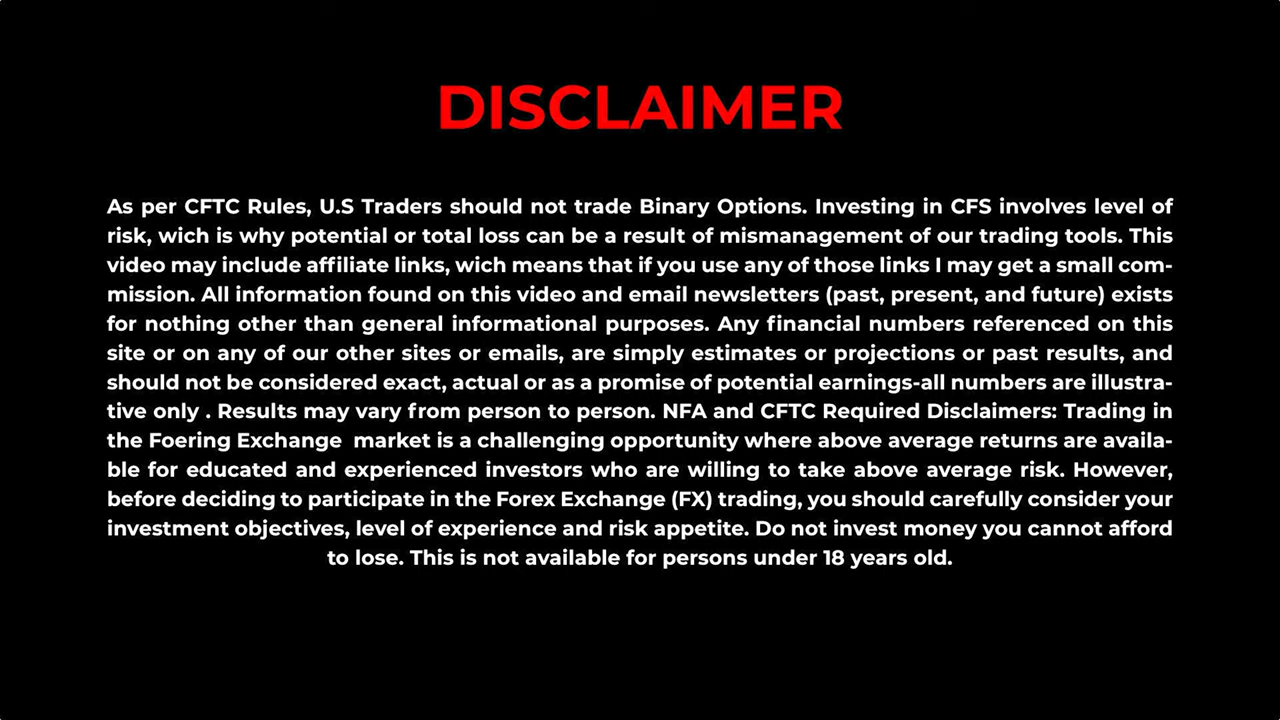 DISCLAIMER
As per CFTC Rules, U.S Traders should not trade Binary Options. Investing in CFS involves level of
risk, wich is why potential or total loss can be a result of mismanagement of our trading tools. This
video may include affiliate links, wich means that if you use any of those links I may get a small com-
mission. All information found on this video and email newsletters (past, present, and future) exists
for nothing other than general informational purposes. Any financial numbers referenced on this
site or on any of our other sites or emails, are simply estimates or projections or past results, and
should not be considered exact, actual or as a promise of potential earnings-all numbers are illustra-
tive only . Results may vary from person to person. NFA and CFTC Required Disclaimers: Trading in
the Foering Exchange  market is a challenging opportunity where above average returns are availa-
ble for educated and experienced investors who are willing to take above average risk. However,
before deciding to participate in the Forex Exchange (FX) trading, you should carefully consider your
investment objectives, level of experience and risk appetite. Do not invest money you cannot afford
to lose. This is not available for persons under 18 years old.